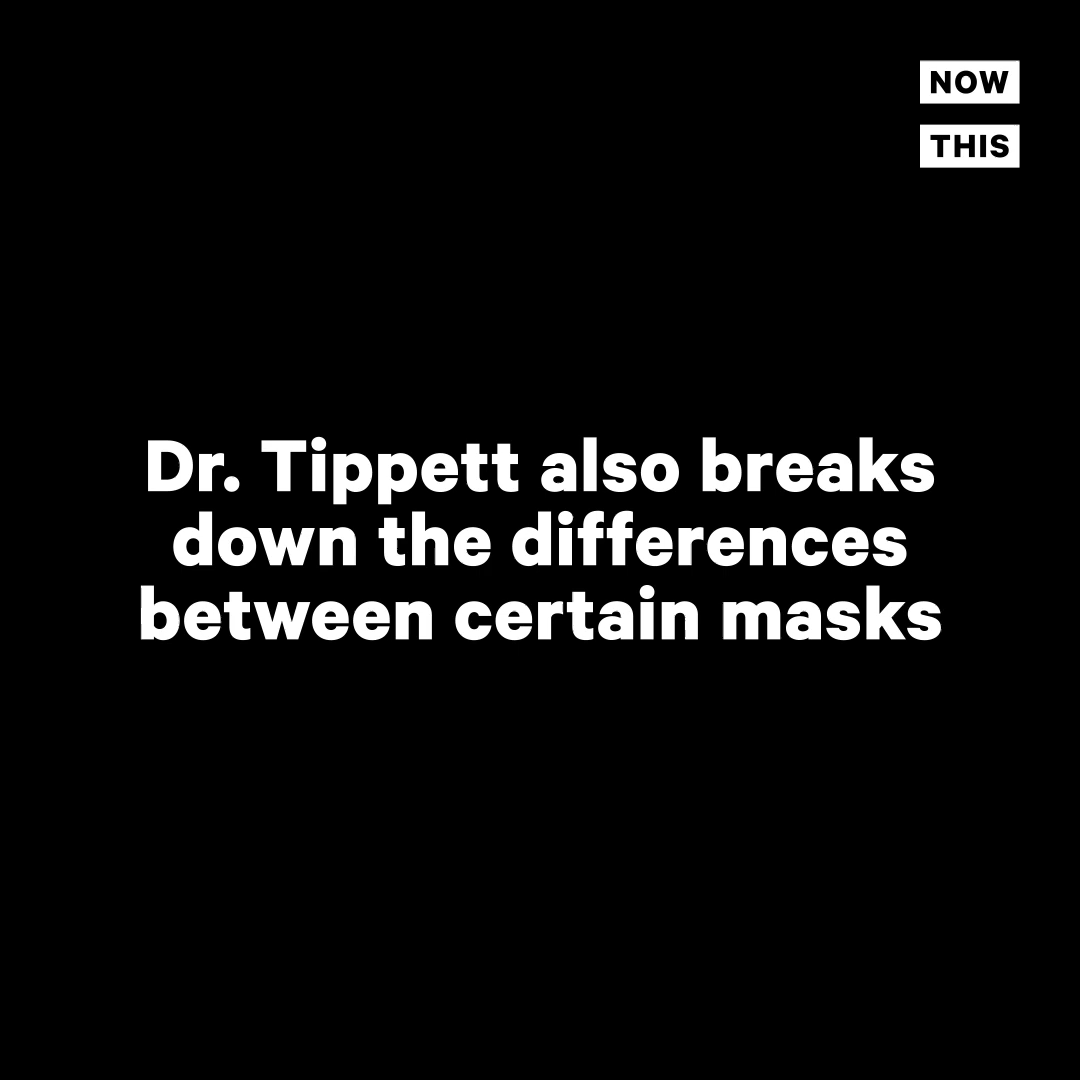 NOW
THIS
Dr. Tippett also breaks
down the differences
between certain masks